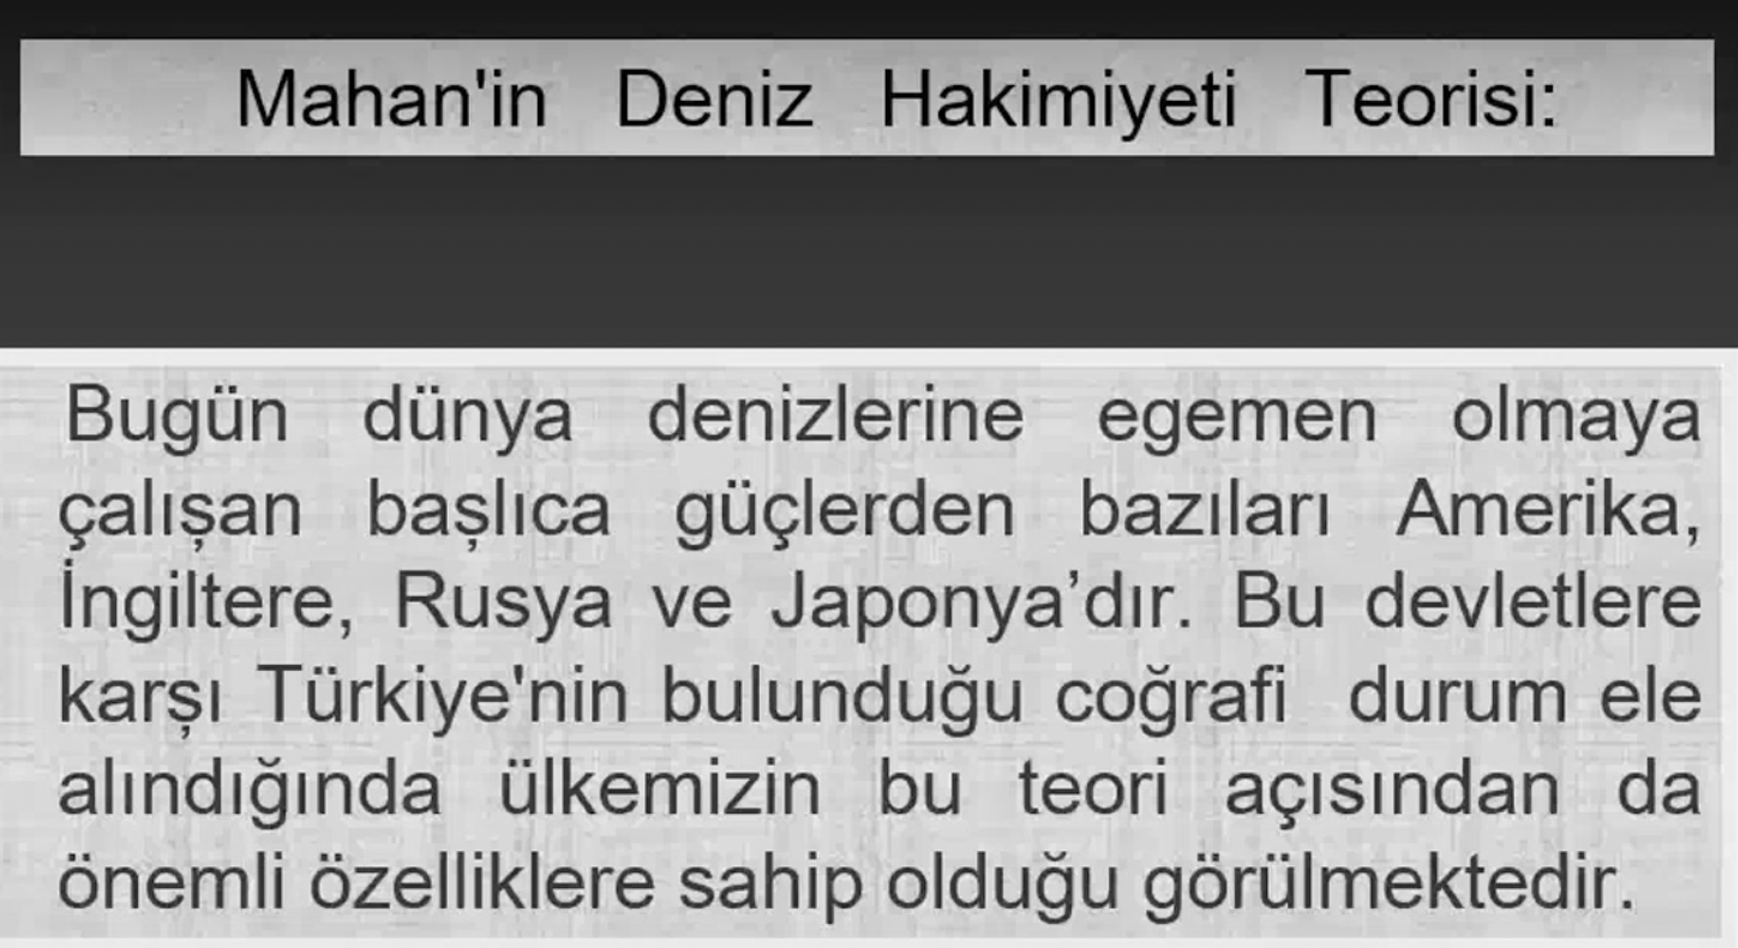 Mahan'in Deniz Hakimiyeti Teorisi:
Bugün dünya denizlerine egemen olmaya
çalışan başlıca güçlerden bazıları Amerika,
İngiltere, Rusya ve Japonya’dır. Bu devletlere
karşı Türkiye'nin bulunduğu coğrafi durum ele
alındığında ülkemizin bu teori açısından da
önemli özelliklere sahip olduğu görülmektedir.